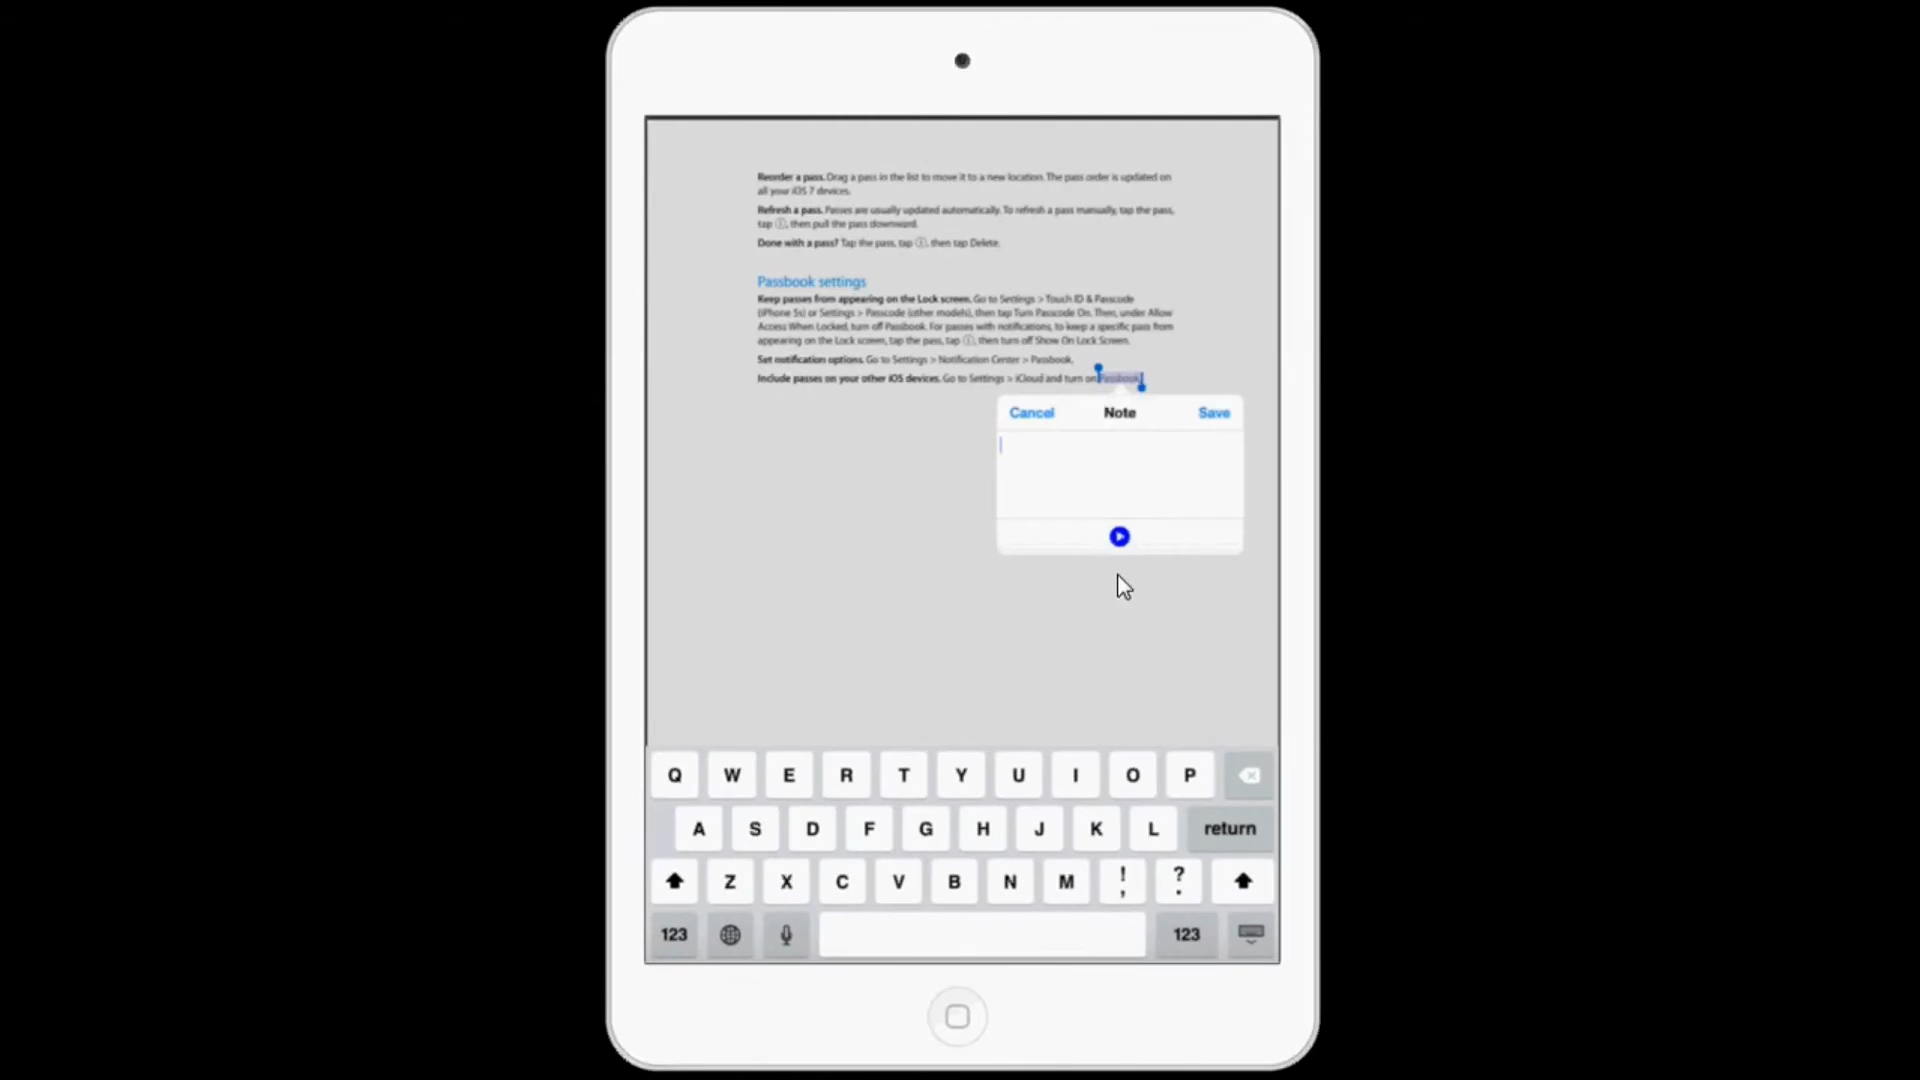 Reorder a pass. Drag a pass in the list to move it to a new location. The pass order is updated on
all your iOS 7 devices.
Refresh a pass. Passes are usually updated automatically. To refresh a pass manually, tap the pass,
tap ⓘ, then pull the pass downward.
Done with a pass? Tap the pass, tap ⓘ, then tap Delete.
Passbook settings
Keep passes from appearing on the Lock screen. Go to Settings > Touch ID & Passcode
(iPhone 5s) or Settings > Passcode (other models), then tap Turn Passcode On. Then, under Allow
Access When Locked, turn off Passbook. For passes with notifications, to keep a specific pass from
appearing on the Lock screen, tap the pass, tap ⓘ, then turn off Show On Lock Screen.
Set notification options. Go to Settings > Notification Center > Passbook.
Include passes on your other iOS devices. Go to Settings > iCloud and turn on Passbook.
Cancel Note Save
Q W E R T Y U I O P
A S D F G H J K L return
Z X C V B N M ! , ? .
123 123